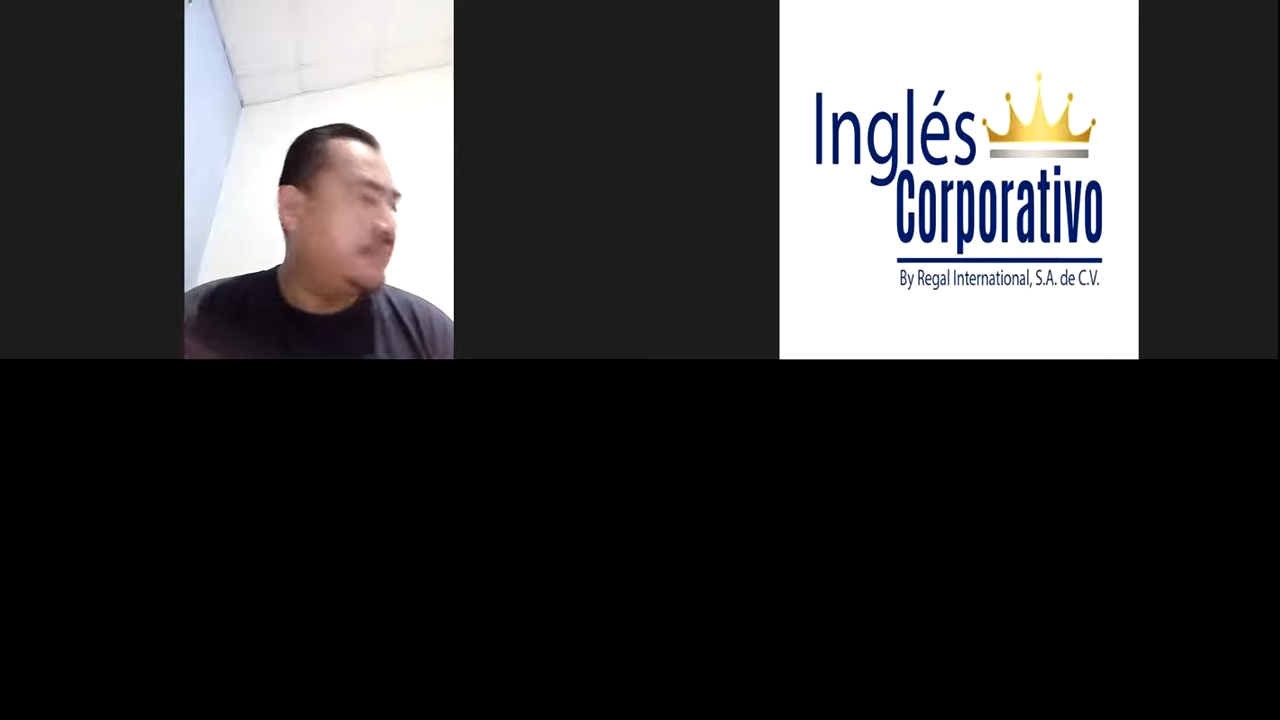 Inglés
Corporativo
By Regal International, S.A. de C.V.